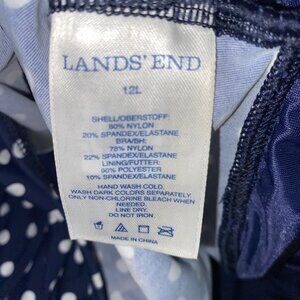 LANDS' END
12L
SHELL/OBERSTOFF:
80% NYLON
20% SPANDEX/ELASTANE
BRA/BH:
78% NYLON
22% SPANDEX/ELASTANE
LINING/FUTTER:
90% POLYESTER
10% SPANDEX/ELASTANE
HAND WASH COLD.
WASH DARK COLORS SEPARATELY.
ONLY NON-CHLORINE BLEACH WHEN
NEEDED.
LINE DRY.
DO NOT IRON.
MADE IN CHINA